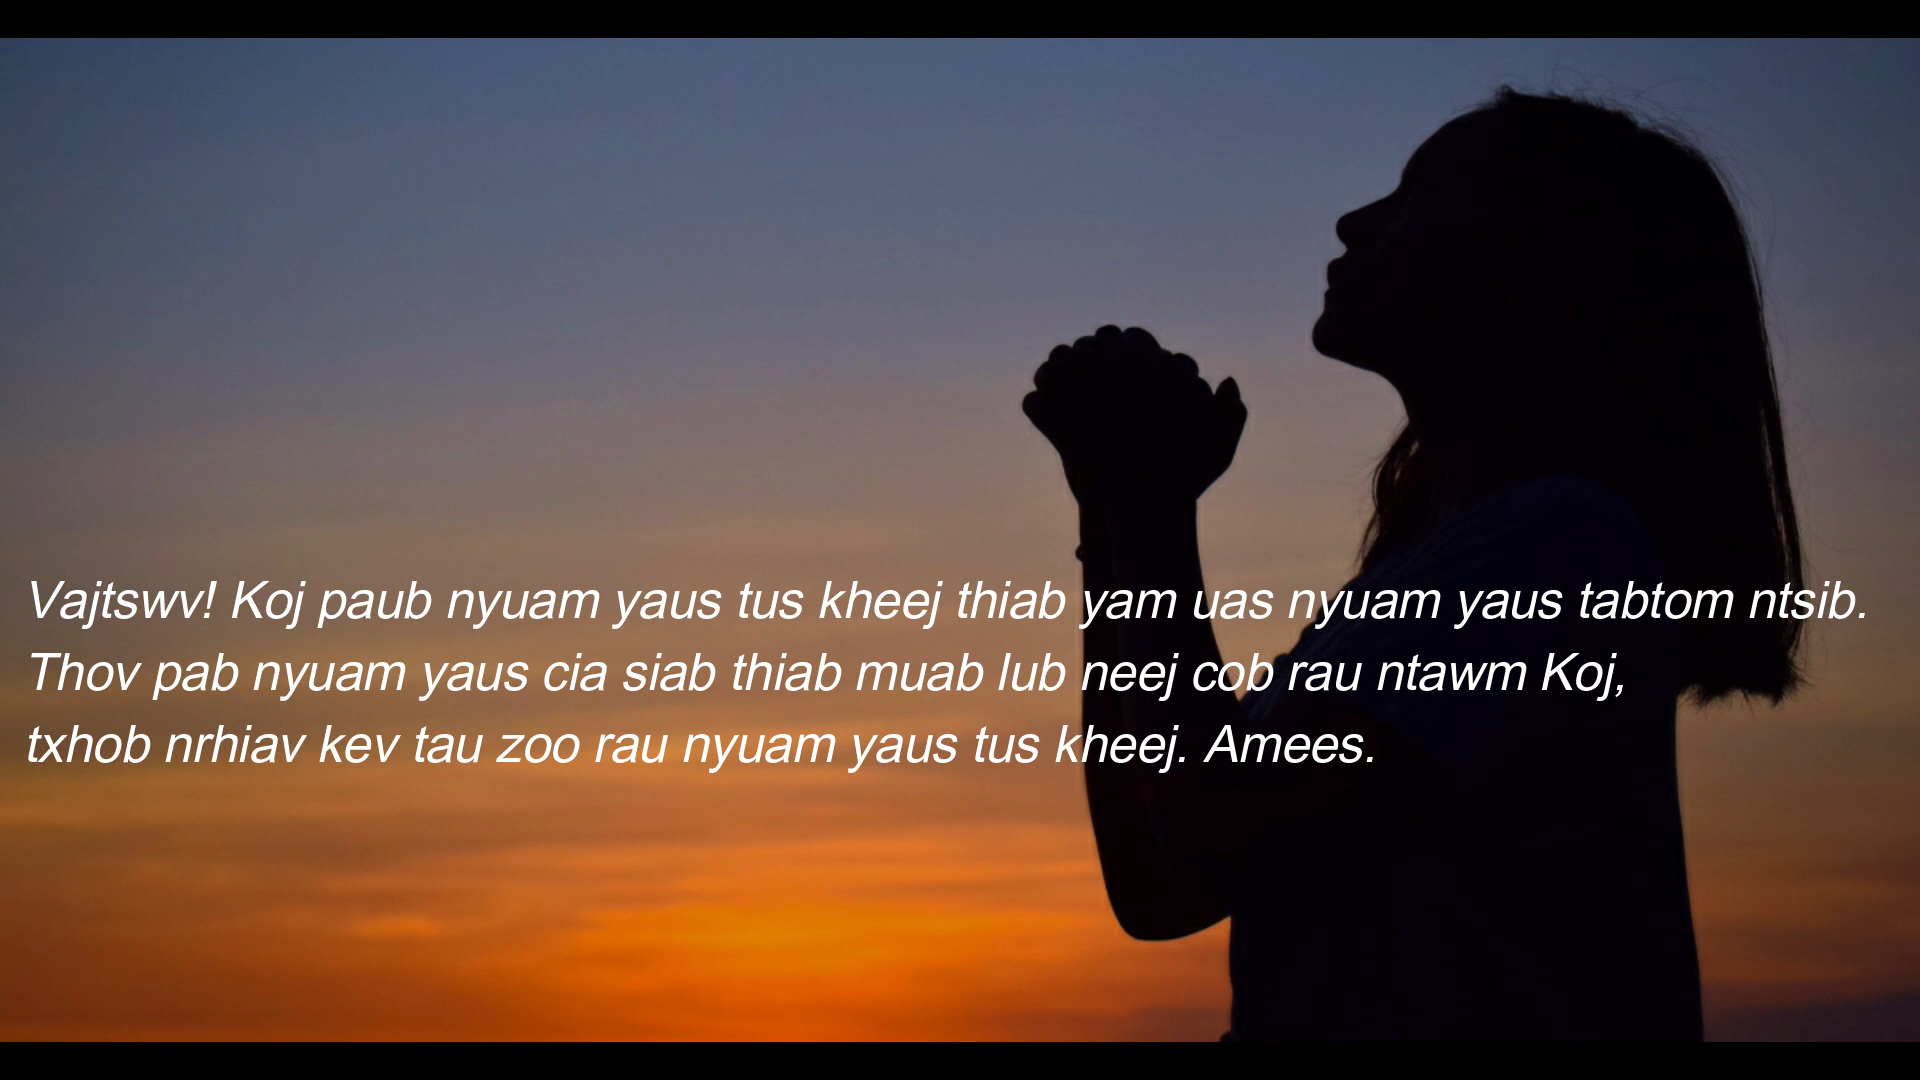 Vajtswv! Koj paub nyuam yaus tus kheej thiab yam uas nyuam yaus tabtom ntsib.
Thov pab nyuam yaus cia siab thiab muab lub neej cob rau ntawm Koj,
txhob nrhiav kev tau zoo rau nyuam yaus tus kheej. Amees.